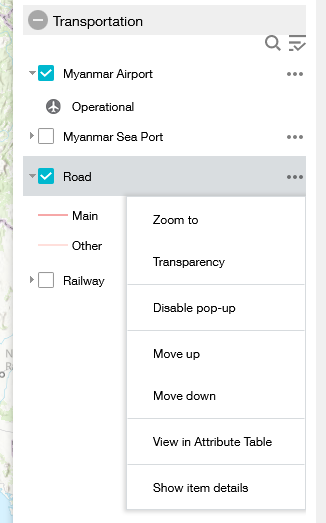 Transportation
Myanmar Airport
Operational
Myanmar Sea Port
Road
Main
Other
Railway
Zoom to
Transparency
Disable pop-up
Move up
Move down
View in Attribute Table
Show item details